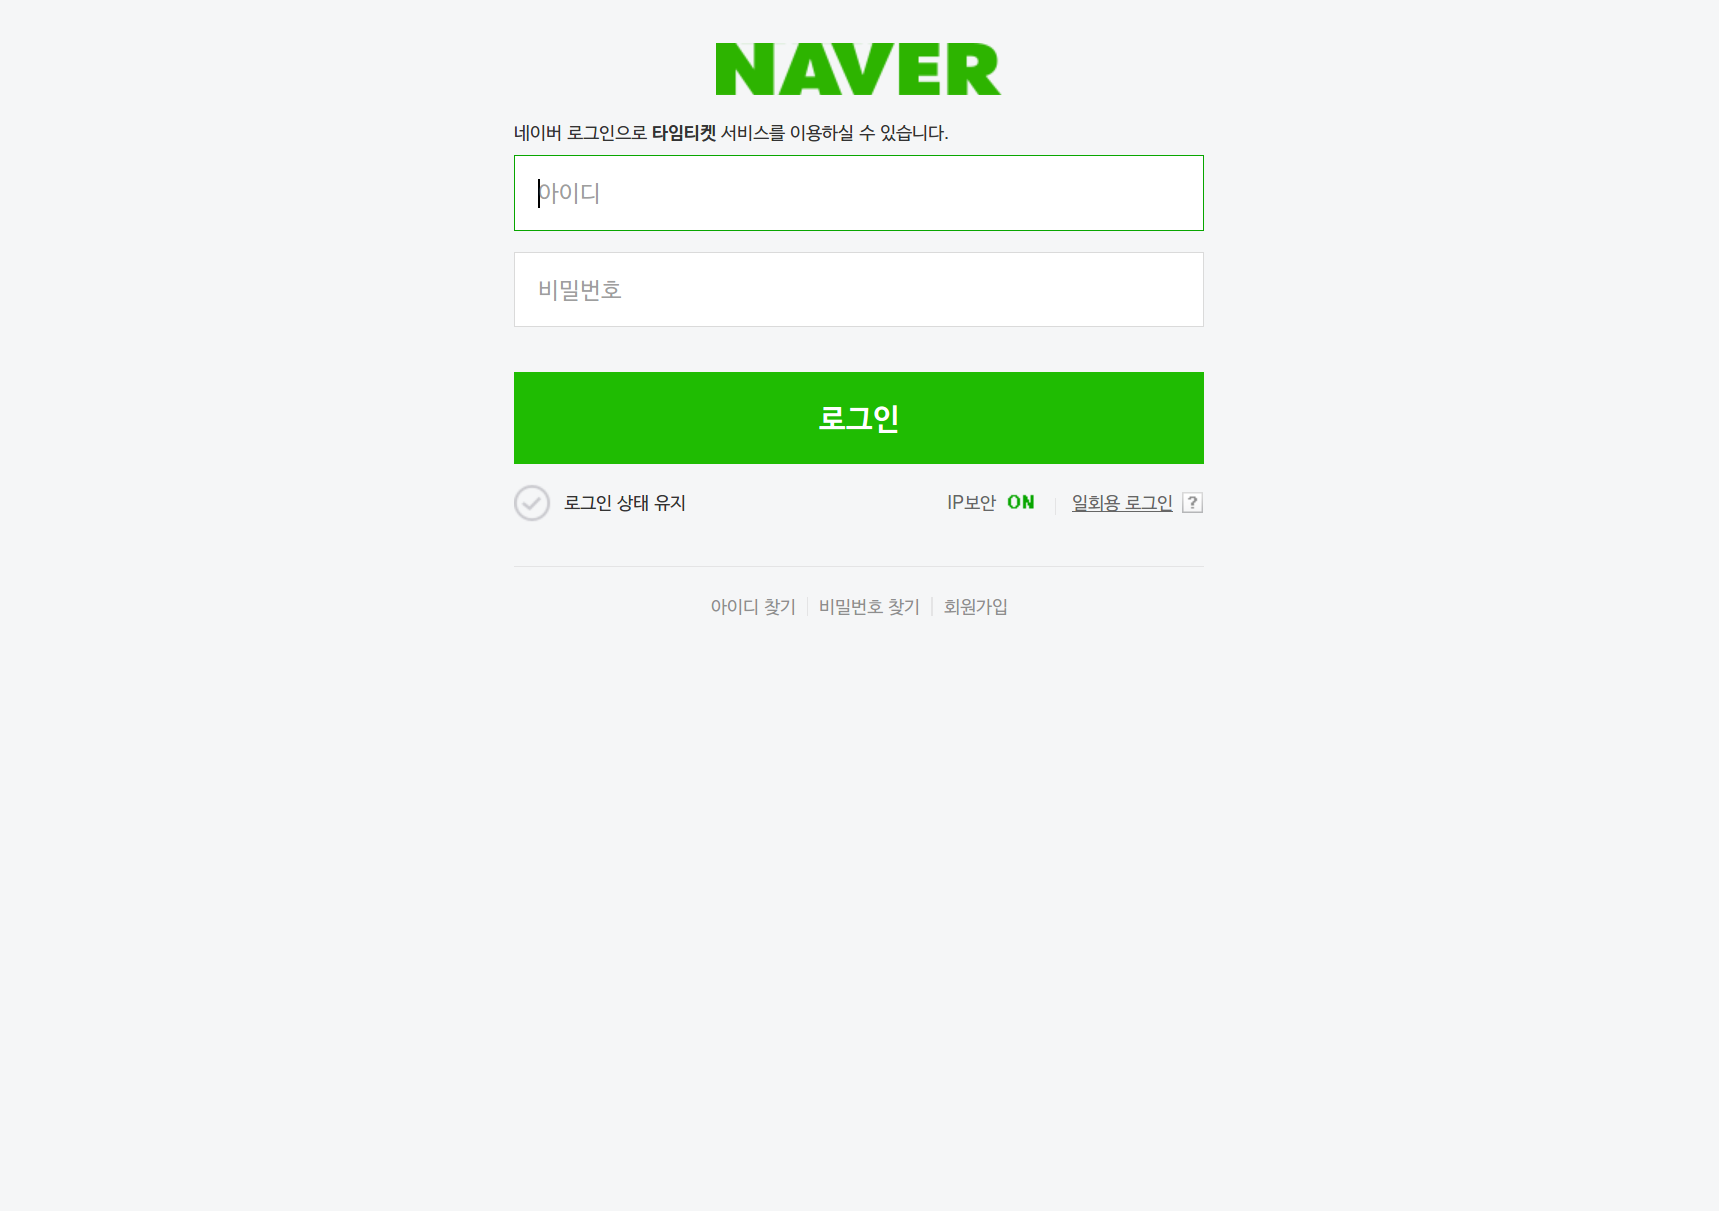 NAVER
네이버 로그인으로 타임티켓 서비스를 이용하실 수 있습니다.
아이디
비밀번호
로그인
로그인 상태 유지 IP보안 ON 일회용 로그인 ?
아이디 찾기 비밀번호 찾기 회원가입